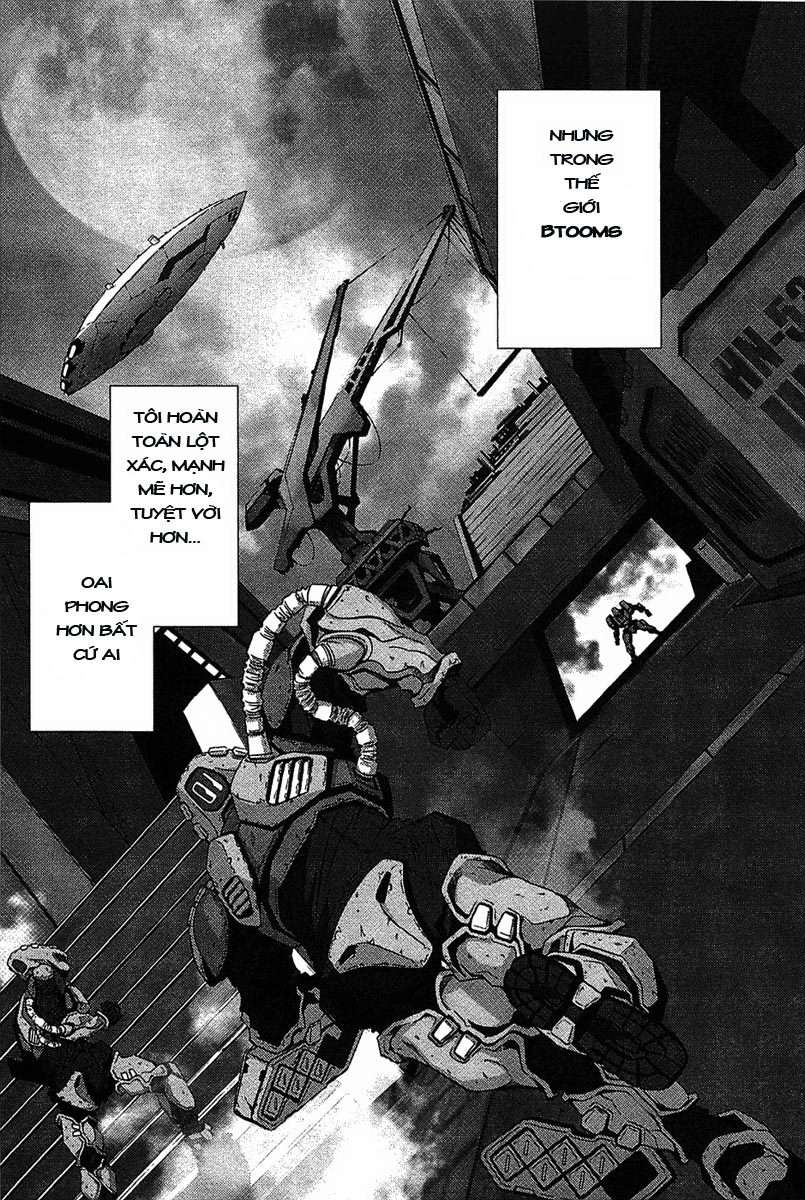 NHƯNG
TRONG
THẾ
GIỚI
BTOOMS
TÔI HOÀN
TOÀN LỘT
XÁC, MẠNH
MẼ HƠN,
TUYỆT VỜI
HƠN...
OAI
PHONG
HƠN BẤT
CỨ AI